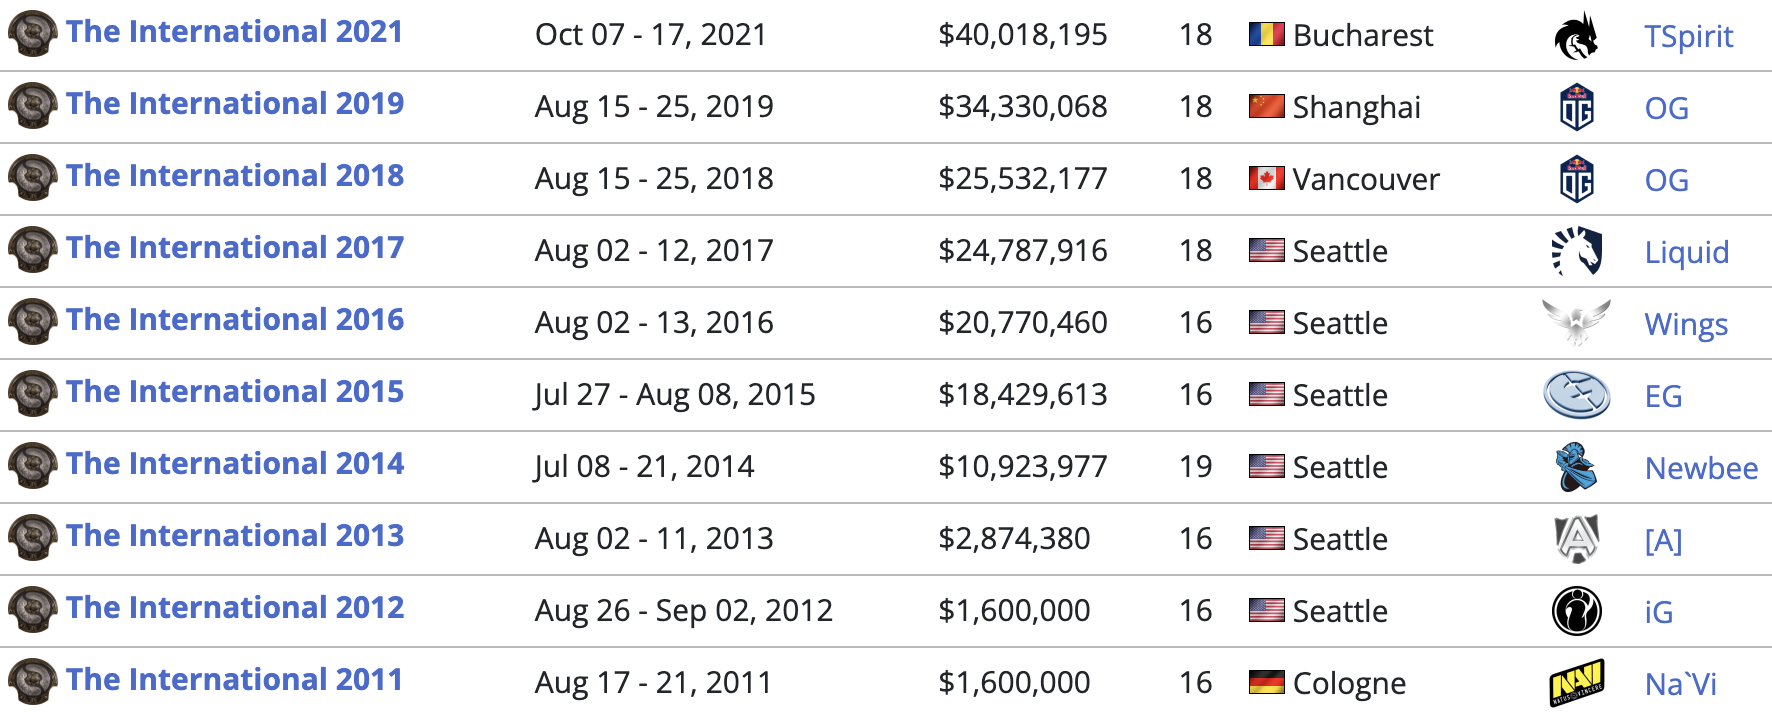 The International 2021 Oct 07 - 17, 2021 $40,018,195 18 Bucharest TSpirit
The International 2019 Aug 15 - 25, 2019 $34,330,068 18 Shanghai OG OG
The International 2018 Aug 15 - 25, 2018 $25,532,177 18 Vancouver OG OG
The International 2017 Aug 02 - 12, 2017 $24,787,916 18 Seattle Liquid
The International 2016 Aug 02 - 13, 2016 $20,770,460 16 Seattle Wings
The International 2015 Jul 27 - Aug 08, 2015 $18,429,613 16 Seattle EG
The International 2014 Jul 08 - 21, 2014 $10,923,977 19 Seattle Newbee
The International 2013 Aug 02 - 11, 2013 $2,874,380 16 Seattle [A]
The International 2012 Aug 26 - Sep 02, 2012 $1,600,000 16 Seattle iG
The International 2011 Aug 17 - 21, 2011 $1,600,000 16 Cologne NAVI NATUS VINCERE Na`Vi